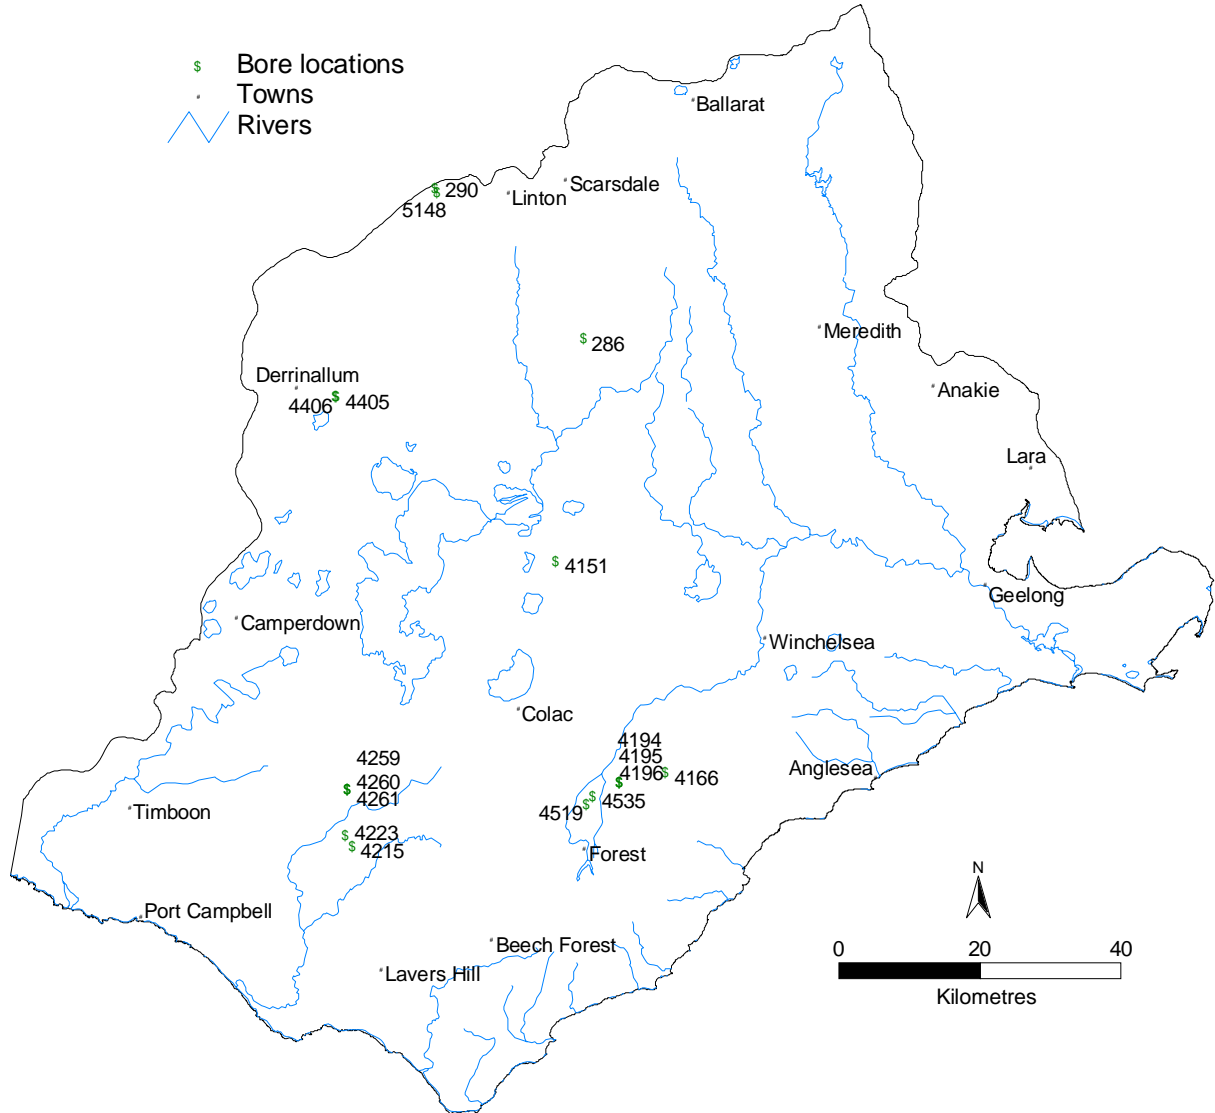 $ Bore locations
Towns
Rivers
Ballarat
Scarsdale
Linton
$ $ 290
5148
Meredith
$ 286
Derrinallum
4406 $ 4405
Anakie
Lara
$ 4151
Geelong
Camperdown
Winchelsea
Colac
4194
4195
4196 $
$ 4166
4259
$ 4260
4261
Anglesea
Timboon
4519 $ $ 4535
$ 4223
$ 4215
Forest
Port Campbell
N
Beech Forest
Lavers Hill
0 20 40
Kilometres